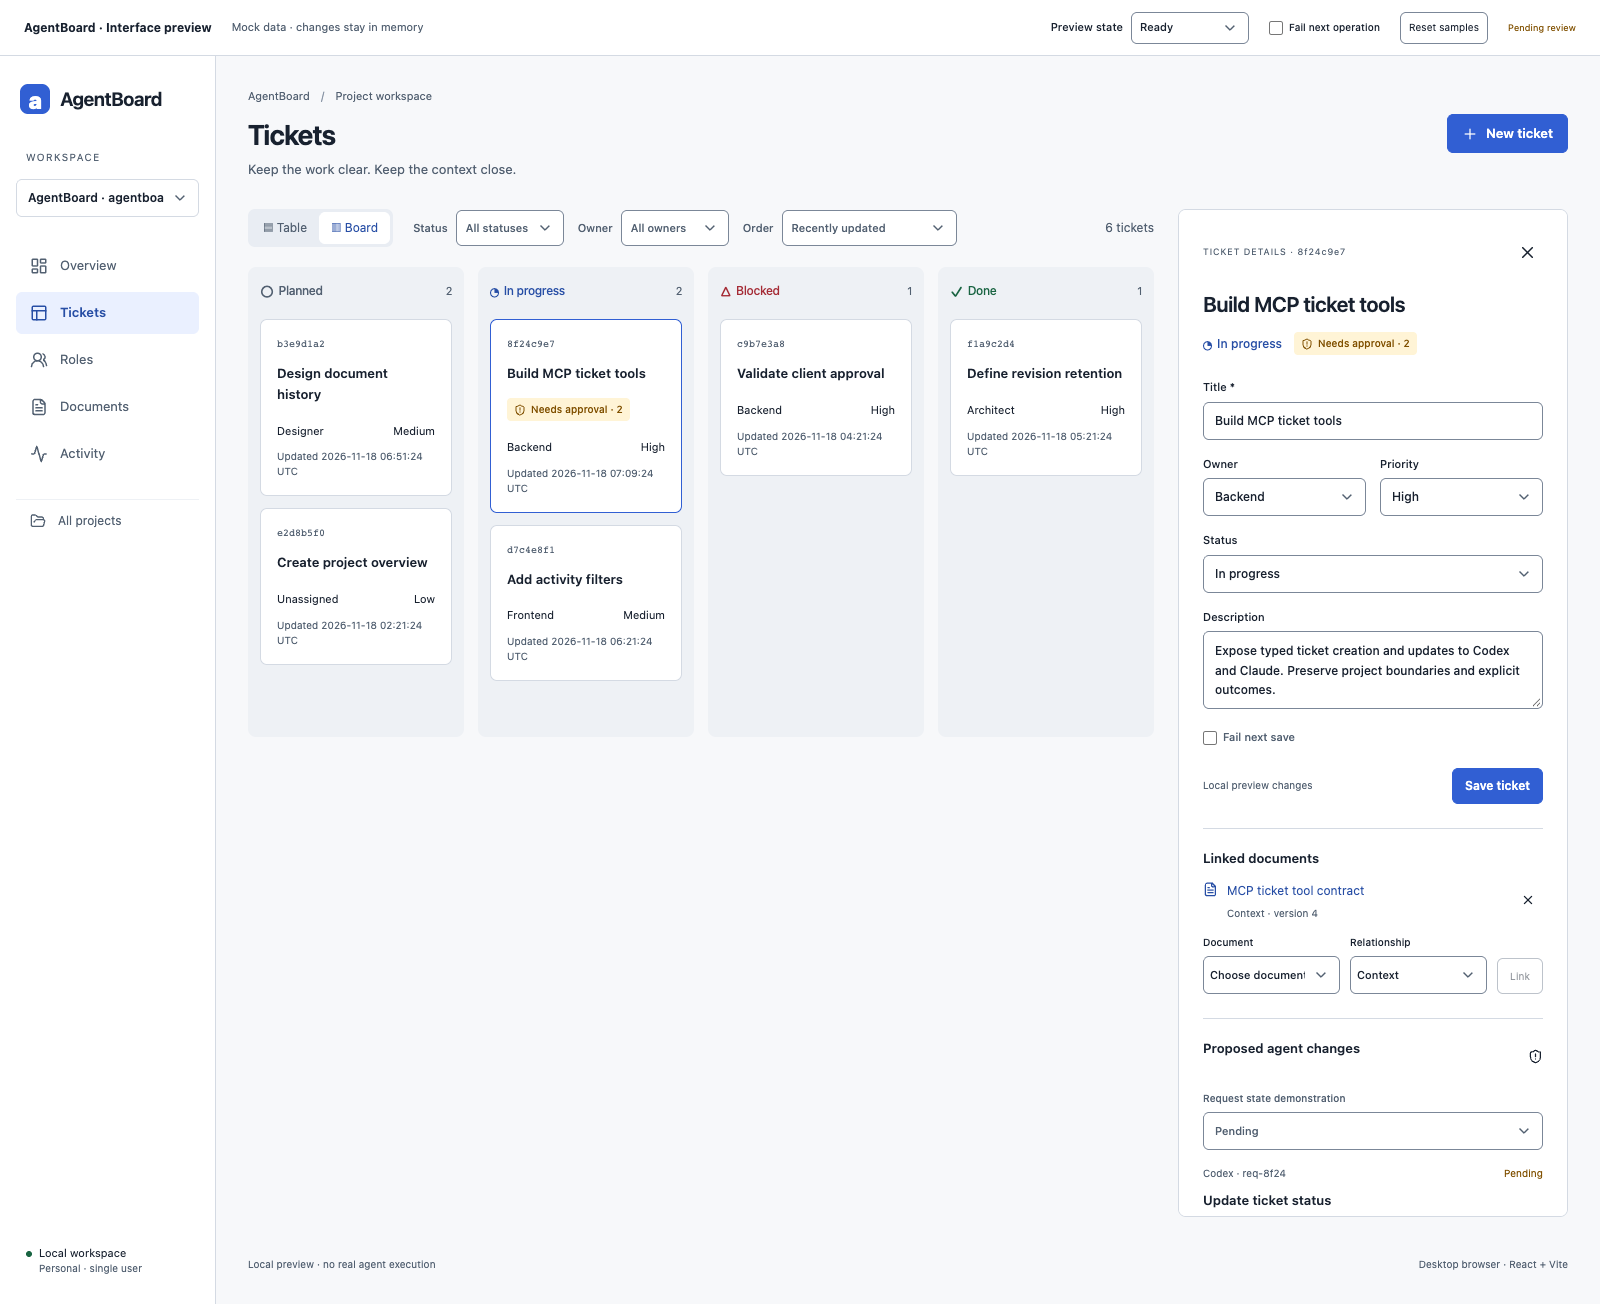 AgentBoard · Interface preview
Mock data · changes stay in memory
Preview state
Ready
Fail next operation
Reset samples
Pending review
a
AgentBoard
WORKSPACE
AgentBoard · agentboa
Overview
Tickets
Roles
Documents
Activity
All projects
Local workspace
Personal · single user
AgentBoard / Project workspace
Tickets
Keep the work clear. Keep the context close.
New ticket
Table
Board
Status
All statuses
Owner
All owners
Order
Recently updated
6 tickets
Planned
2
b3e9d1a2
Design document
history
Designer
Medium
Updated 2026-11-18 06:51:24
UTC
e2d8b5f0
Create project overview
Unassigned
Low
Updated 2026-11-18 02:21:24
UTC
In progress
2
8f24c9e7
Build MCP ticket tools
Needs approval · 2
Backend
High
Updated 2026-11-18 07:09:24
UTC
d7c4e8f1
Add activity filters
Frontend
Medium
Updated 2026-11-18 06:21:24
UTC
Blocked
1
c9b7e3a8
Validate client approval
Backend
High
Updated 2026-11-18 04:21:24
UTC
Done
1
f1a9c2d4
Define revision retention
Architect
High
Updated 2026-11-18 05:21:24
UTC
TICKET DETAILS · 8f24c9e7
Build MCP ticket tools
In progress
Needs approval · 2
Title *
Build MCP ticket tools
Owner
Priority
Backend
High
Status
In progress
Description
Expose typed ticket creation and updates to Codex
and Claude. Preserve project boundaries and explicit
outcomes.
Fail next save
Local preview changes
Save ticket
Linked documents
MCP ticket tool contract
Context · version 4
Document
Relationship
Choose document
Context
Link
Proposed agent changes
Request state demonstration
Pending
Codex · req-8f24
Pending
Update ticket status
Local preview · no real agent execution
Desktop browser · React + Vite